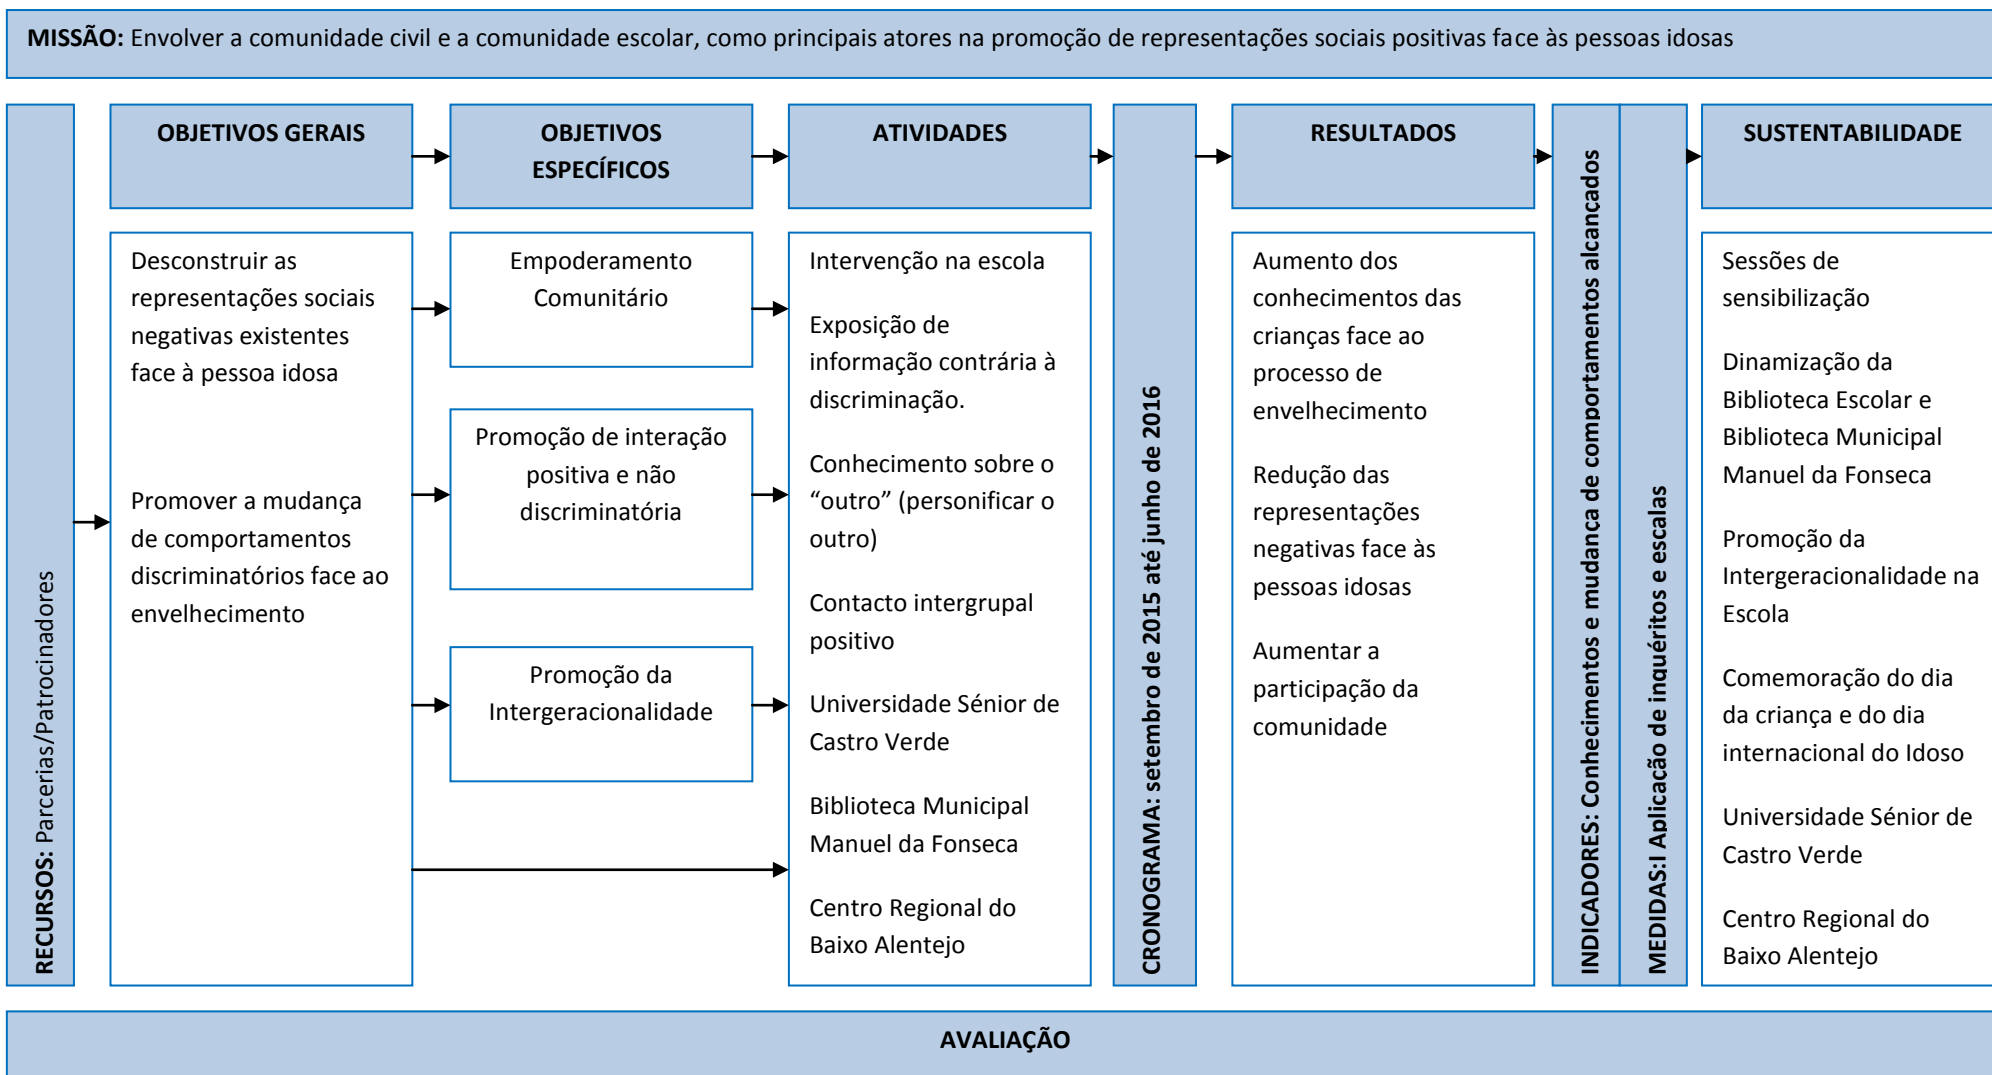 MISSÃO: Envolver a comunidade civil e a comunidade escolar, como principais atores na promoção de representações sociais positivas face às pessoas idosas
RECURSOS: Parcerias/Patrocinadores
OBJETIVOS GERAIS
Desconstruir as
representações sociais
negativas existentes
face à pessoa idosa
Promover a mudança
de comportamentos
discriminatórios face ao
envelhecimento
OBJETIVOS
ESPECÍFICOS
Empoderamento
Comunitário
Promoção de interação
positiva e não
discriminatória
Promoção da
Intergeracionalidade
ATIVIDADES
Intervenção na escola
Exposição de
informação contrária à
discriminação.
Conhecimento sobre o
“outro” (personificar o
outro)
Contacto intergrupal
positivo
Universidade Sénior de
Castro Verde
Biblioteca Municipal
Manuel da Fonseca
Centro Regional do
Baixo Alentejo
CRONOGRAMA: setembro de 2015 até junho de 2016
RESULTADOS
Aumento dos
conhecimentos das
crianças face ao
processo de
envelhecimento
Redução das
representações
negativas face às
pessoas idosas
Aumentar a
participação da
comunidade
INDICADORES: Conhecimentos e mudança de comportamentos alcançados
MEDIDAS:I Aplicação de inquéritos e escalas
SUSTENTABILIDADE
Sessões de
sensibilização
Dinamização da
Biblioteca Escolar e
Biblioteca Municipal
Manuel da Fonseca
Promoção da
Intergeracionalidade na
Escola
Comemoração do dia
da criança e do dia
internacional do Idoso
Universidade Sénior de
Castro Verde
Centro Regional do
Baixo Alentejo
AVALIAÇÃO